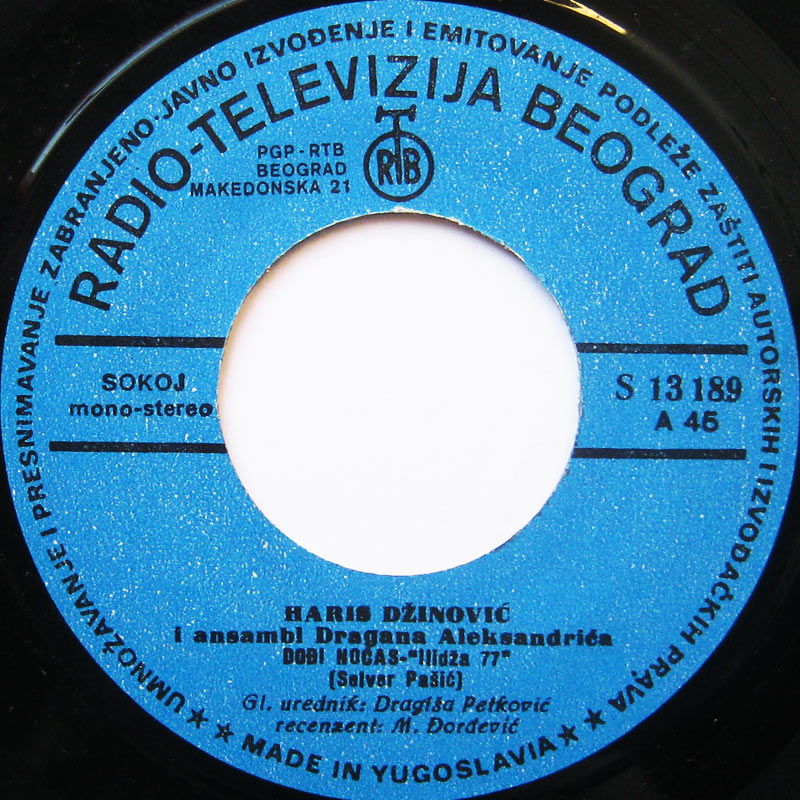 UMNOŽAVANJE I PRESNIMAVANJE ZABRANJENO·JAVNO IZVOĐENJE I EMITOVANJE PODLEŽE ZAŠTITI AUTORSKIH I IZVOĐAČKIH PRAVA
RADIO-TELEVIZIJA BEOGRAD
PGP-RTB
BEOGRAD
MAKEDONSKA 21
RTB
SOKOJ
mono-stereo
S 13 189
A 45
HARIS DŽINOVIĆ
i ansambl Dragana Aleksandrića
DOĐI NOĆAS-"Ilidža 77"
(Selver Pašić)
Gl. urednik: Dragiša Petković
recenzent: M. Đorđević
★ ★ MADE IN YUGOSLAVIA ★ ★